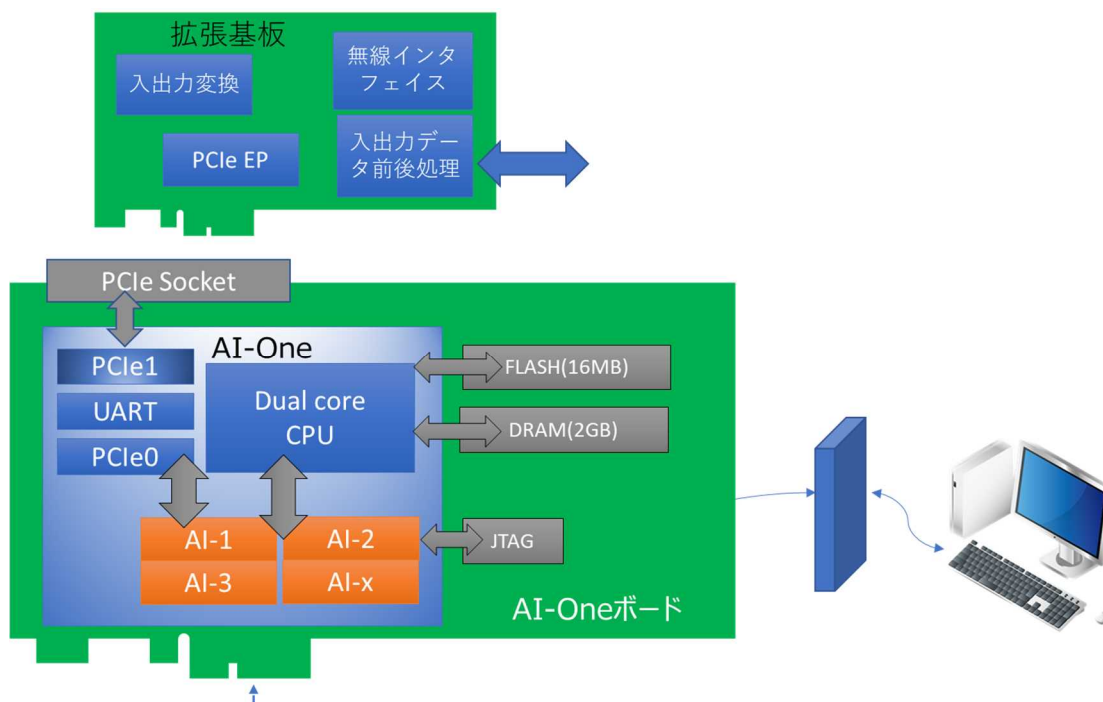 拡張基板
入出力変換
無線インタ
フェイス
PCIe EP
入出力デー
タ前後処理
PCIe Socket
AI-One
PCIe1
UART
PCIe0
Dual core
CPU
FLASH(16MB)
DRAM(2GB)
AI-1
AI-2
JTAG
AI-3
AI-x
AI-Oneボード